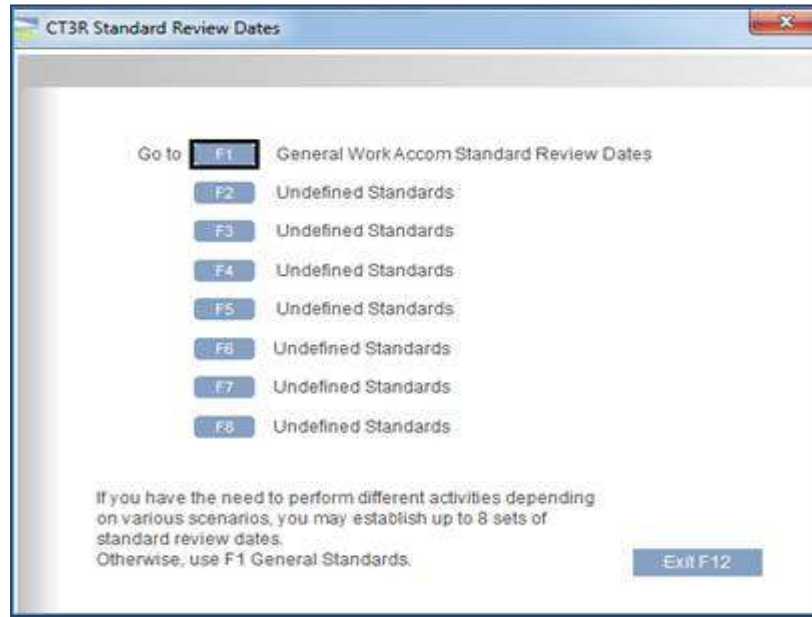 CT3R Standard Review Dates
Go to F1 General Work Accom Standard Review Dates
F2 Undefined Standards
F3 Undefined Standards
F4 Undefined Standards
F5 Undefined Standards
F6 Undefined Standards
F7 Undefined Standards
F8 Undefined Standards
If you have the need to perform different activities depending
on various scenarios, you may establish up to 8 sets of
standard review dates.
Otherwise, use F1 General Standards.
Exit F12